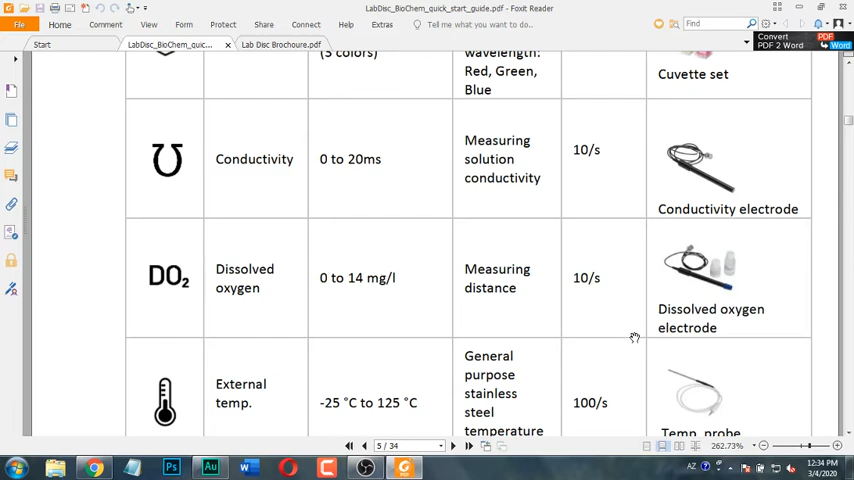 LabDisc_BioChem_quick_start_guide.pdf - Foxit Reader
File Home Comment View Form Protect Share Connect Help Extras Tell me what you want to do... Find
Start LabDisc_BioChem_quic... Lab Disc Brochoure.pdf Convert PDF
PDF 2 Word Word
(3 colors) wavelength:
Red, Green,
Blue
Cuvette set
Ʊ Conductivity 0 to 20ms Measuring
solution
conductivity 10/s
Conductivity electrode
DO2 Dissolved
oxygen 0 to 14 mg/l Measuring
distance 10/s
Dissolved oxygen
electrode
External
temp. -25 °C to 125 °C General
purpose
stainless
steel
temperature 100/s
Temp. probe
5 / 34 262.73%
Ps Au W AZ 12:34 PM
3/4/2020